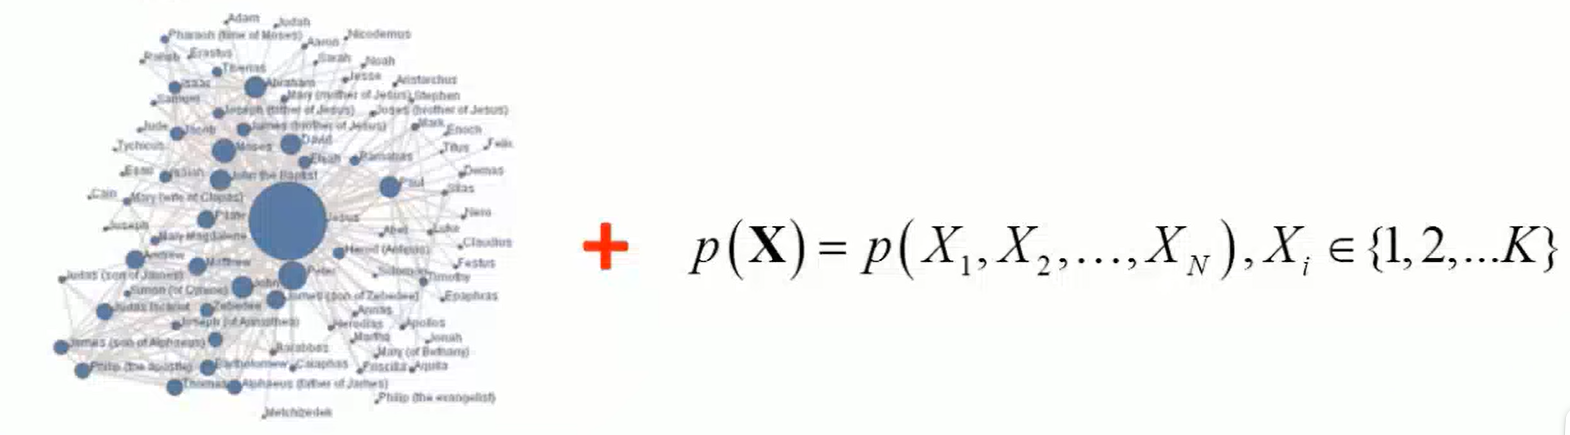 Adam
Judah
Pharaoh (time of Moses)
Nicodemus
Aaron
Erastus
Sarah
Noah
Thomas
Jesse
Isaac
Abraham
Aristarchus
Samuel
Mary (mother of Jesus)
Stephen
Joseph (father of Jesus)
Joses (brother of Jesus)
Jude
Jacob
James (brother of Jesus)
Mark
Enoch
Tychicus
Moses
David
Titus
Felix
Elijah
Barnabas
Esau
Isaiah
John the Baptist
Demas
Paul
Silas
Cain
Mary (wife of Clopas)
Pilate
Jesus
Nero
Joseph
Abel
Luke
Mary Magdalene
Claudius
Andrew
Herod (Antipas)
Matthew
Festus
Judas (son of James)
Peter
Solomon
Timothy
Simon (of Cyrene)
John
James (son of Zebedee)
Epaphras
Judas Iscariot
Zebedee
Annas
Joseph (of Arimathea)
Herodias
Apollos
James (son of Alphaeus)
Martha
Jonah
Barabbas
Mary (of Bethany)
Philip (the apostle)
Bartholomew
Caiaphas
Priscilla
Aquila
Thomas
Alphaeus (father of James)
Philip (the evangelist)
Melchizedek
+ p(X) = p(X₁, X₂, ..., X_N), X_i ∈ {1, 2, ...K}